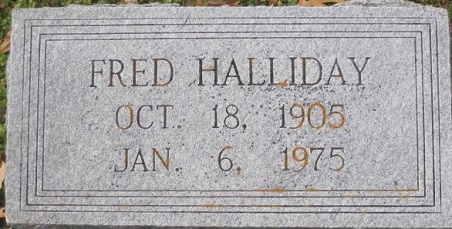 FRED HALLIDAY
OCT. 18, 1905
JAN. 6, 1975